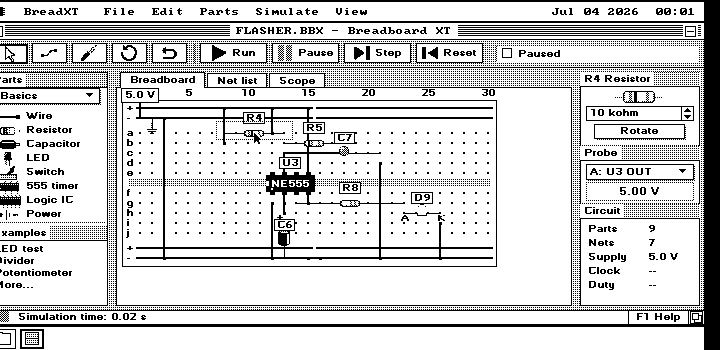 BreadXT File Edit Parts Simulate View Jul 04 2026 00:01
FLASHER.BBX - Breadboard XT
Run Pause Step Reset Paused
arts
Basics
Wire
Resistor
Capacitor
LED
Switch
555 timer
Logic IC
Power
xamples
ED test
ivider
otentiometer
ore...
Breadboard Net list Scope
5.0 V 5 10 15 20 25 30
+
-
a
b
c
d
e
f
g
h
i
j
+
-
R4
R5
C7
U3
NE555
R8
D9
A K
+
C6
R4 Resistor
10 kohm
Rotate
Probe
A: U3 OUT
5.00 V
Circuit
Parts 9
Nets 7
Supply 5.0 V
Clock --
Duty --
Simulation time: 0.02 s F1 Help